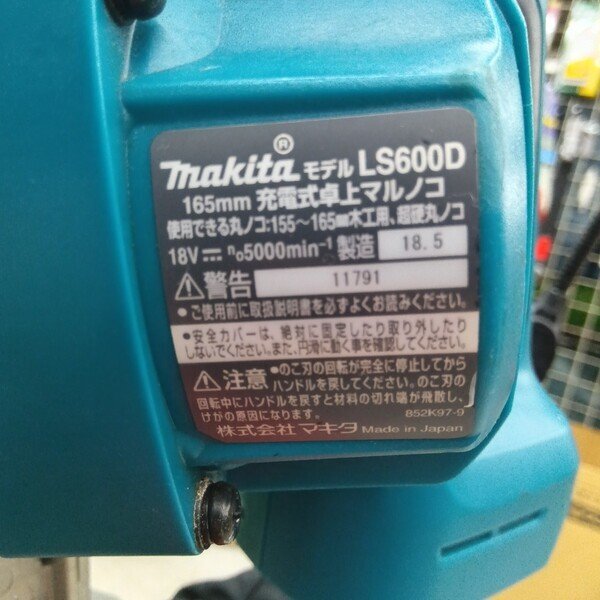 makita® モデル LS600D
165mm 充電式卓上マルノコ
使用できる丸ノコ:155～165mm木工用、超硬丸ノコ
18V⎓ n₀5000min⁻¹ 製造 18.5
⚠警告 11791
●ご使用前に取扱説明書を必ずよくお読みください。
●安全カバーは、絶対に固定したり取り外したり
しないでください。また、円滑に動く事を確認してください。
⚠注意 ●のこ刃の回転が完全に停止してから
ハンドルを戻してください。のこ刃の
回転中にハンドルを戻すと材料の切れ端が飛散し、
けがの原因になります。 852K97-9
株式会社 マキタ Made in Japan